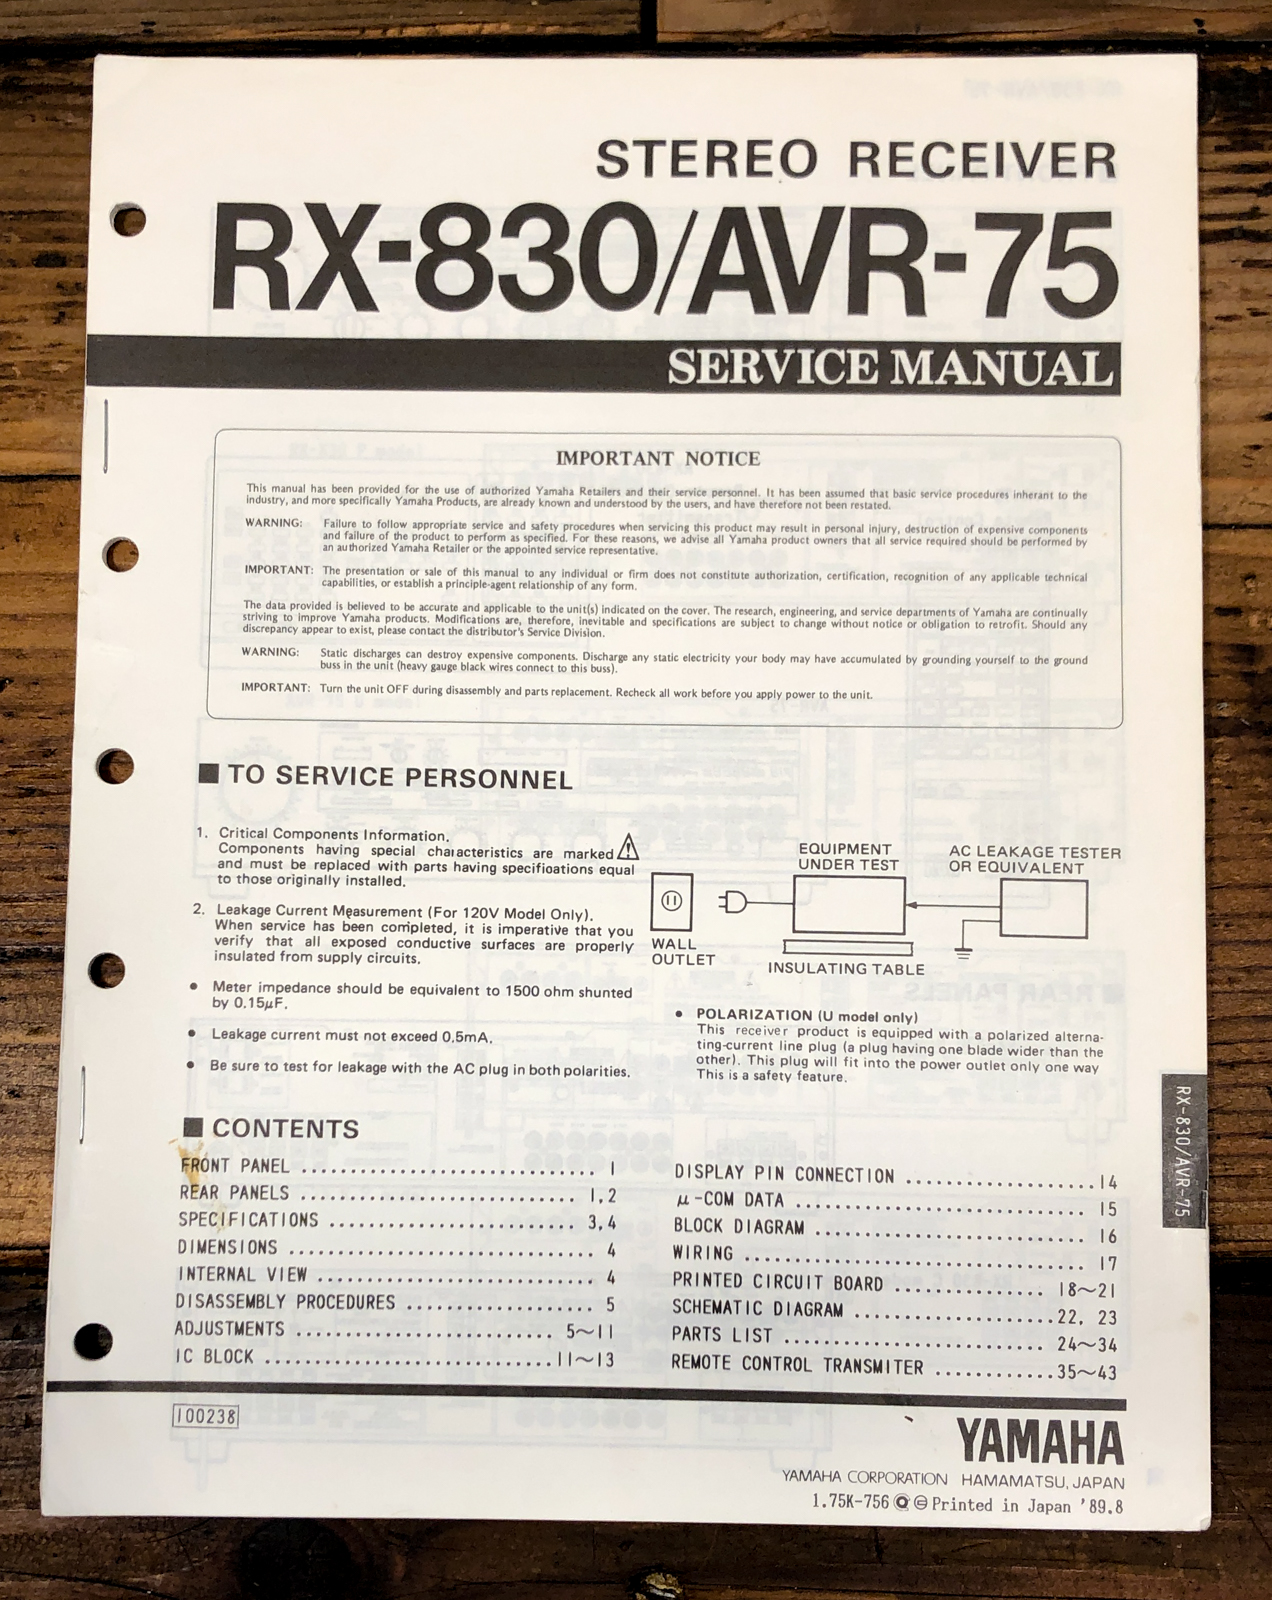 STEREO RECEIVER
RX-830/AVR-75
SERVICE MANUAL
IMPORTANT NOTICE
This manual has been provided for the use of authorized Yamaha Retailers and their service personnel. It has been assumed that basic service procedures inherant to the
industry, and more specifically Yamaha Products, are already known and understood by the users, and have therefore not been restated.
WARNING: Failure to follow appropriate service and safety procedures when servicing this product may result in personal injury, destruction of expensive components
and failure of the product to perform as specified. For these reasons, we advise all Yamaha product owners that all service required should be performed by
an authorized Yamaha Retailer or the appointed service representative.
IMPORTANT: The presentation or sale of this manual to any individual or firm does not constitute authorization, certification, recognition of any applicable technical
capabilities, or establish a principle-agent relationship of any form.
The data provided is believed to be accurate and applicable to the unit(s) indicated on the cover. The research, engineering, and service departments of Yamaha are continually
striving to improve Yamaha products. Modifications are, therefore, inevitable and specifications are subject to change without notice or obligation to retrofit. Should any
discrepancy appear to exist, please contact the distributor's Service Division.
WARNING: Static discharges can destroy expensive components. Discharge any static electricity your body may have accumulated by grounding yourself to the ground
buss in the unit (heavy gauge black wires connect to this buss).
IMPORTANT: Turn the unit OFF during disassembly and parts replacement. Recheck all work before you apply power to the unit.
■ TO SERVICE PERSONNEL
1. Critical Components Information.
Components having special characteristics are marked ⚠
and must be replaced with parts having specifications equal
to those originally installed.
2. Leakage Current Measurement (For 120V Model Only).
When service has been completed, it is imperative that you
verify that all exposed conductive surfaces are properly
insulated from supply circuits.
● Meter impedance should be equivalent to 1500 ohm shunted
by 0.15µF.
● Leakage current must not exceed 0.5mA.
● Be sure to test for leakage with the AC plug in both polarities.
EQUIPMENT
UNDER TEST
AC LEAKAGE TESTER
OR EQUIVALENT
WALL
OUTLET
INSULATING TABLE
● POLARIZATION (U model only)
This receiver product is equipped with a polarized alterna-
ting-current line plug (a plug having one blade wider than the
other). This plug will fit into the power outlet only one way
This is a safety feature.
■ CONTENTS
FRONT PANEL .............................. 1
REAR PANELS ............................ 1,2
SPECIFICATIONS ......................... 3,4
DIMENSIONS ............................... 4
INTERNAL VIEW ............................ 4
DISASSEMBLY PROCEDURES ................... 5
ADJUSTMENTS .......................... 5~11
IC BLOCK .............................11~13
DISPLAY PIN CONNECTION ....................14
μ-COM DATA .............................. 15
BLOCK DIAGRAM ............................ 16
WIRING ................................... 17
PRINTED CIRCUIT BOARD ............... 18~21
SCHEMATIC DIAGRAM ....................22, 23
PARTS LIST ........................... 24~34
REMOTE CONTROL TRANSMITER ............35~43
RX-830/AVR-75
100238
YAMAHA
YAMAHA CORPORATION HAMAMATSU, JAPAN
1.75K-756 Printed in Japan '89.8